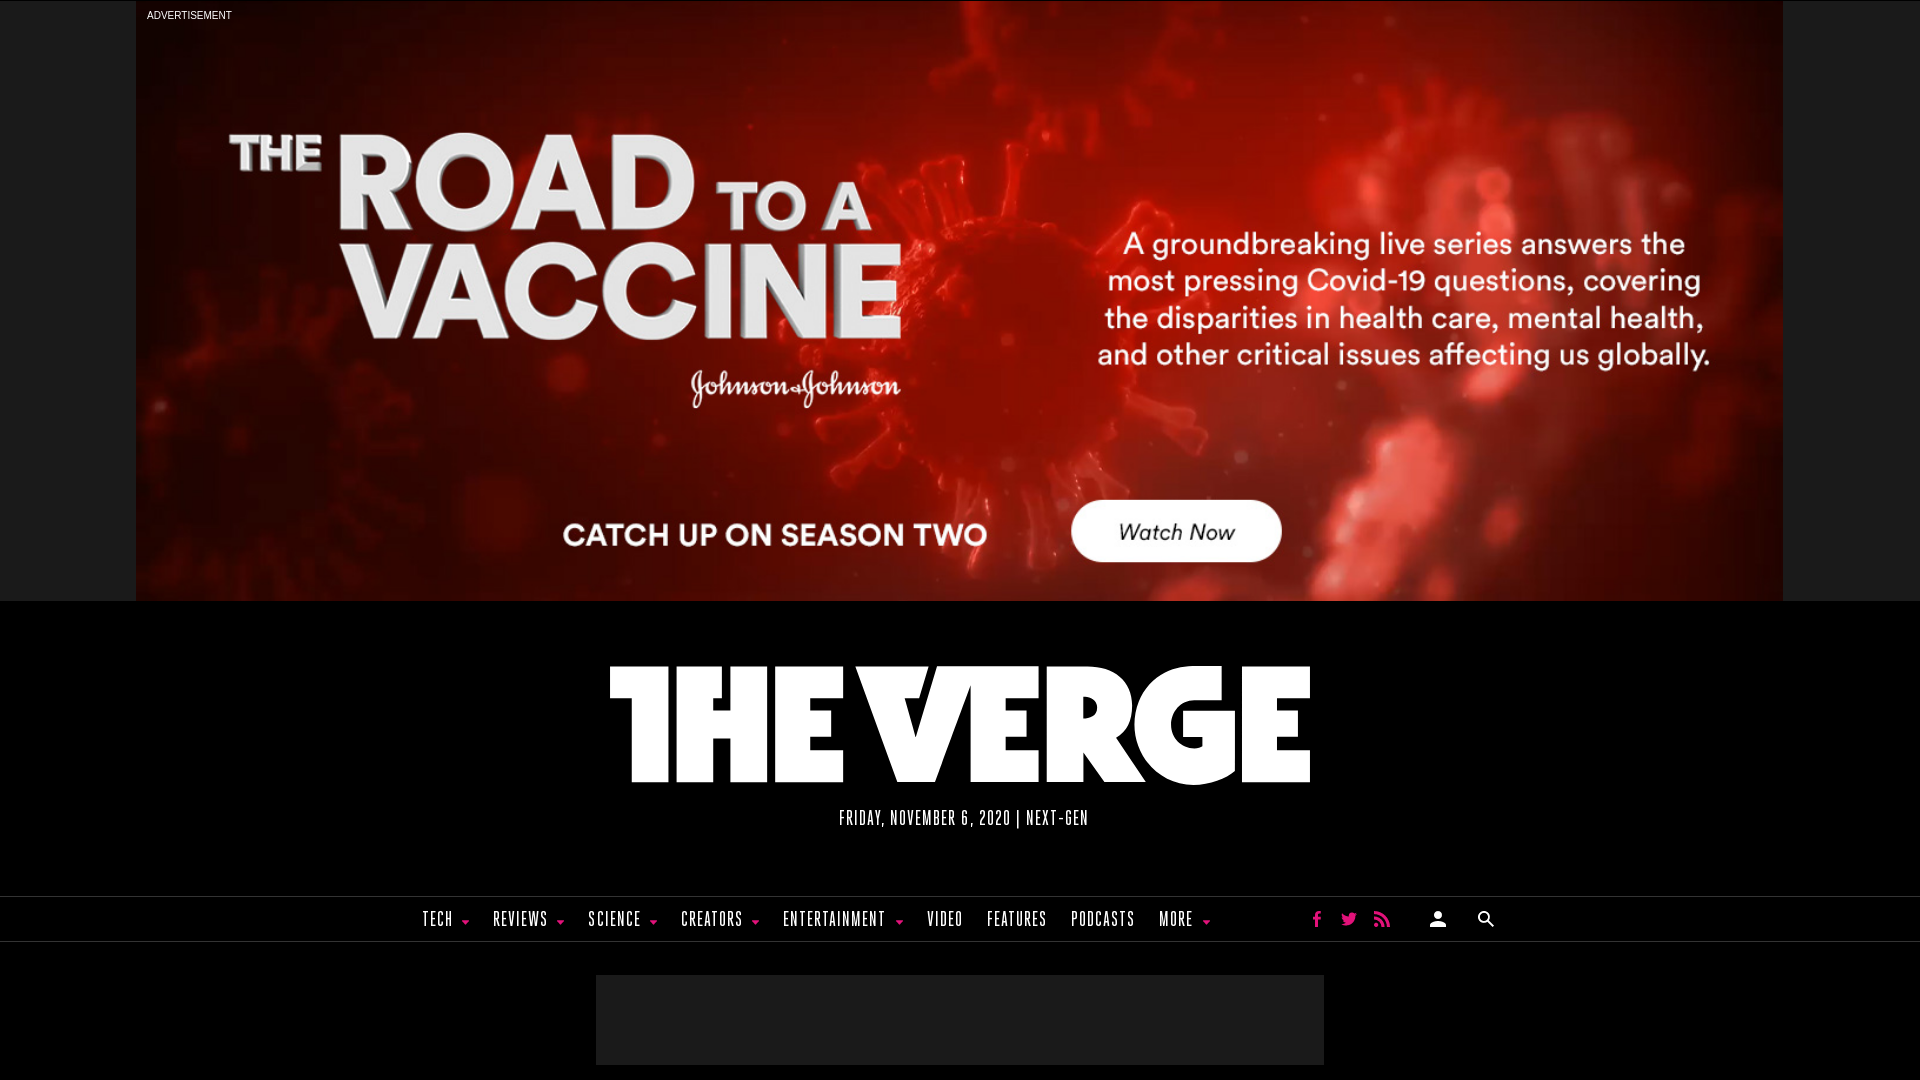 ADVERTISEMENT
THE ROAD TO A
VACCINE
Johnson&Johnson
A groundbreaking live series answers the
most pressing Covid-19 questions, covering
the disparities in health care, mental health,
and other critical issues affecting us globally.
CATCH UP ON SEASON TWO
Watch Now
THE VERGE
FRIDAY, NOVEMBER 6, 2020 | NEXT-GEN
TECH REVIEWS SCIENCE CREATORS ENTERTAINMENT VIDEO FEATURES PODCASTS MORE